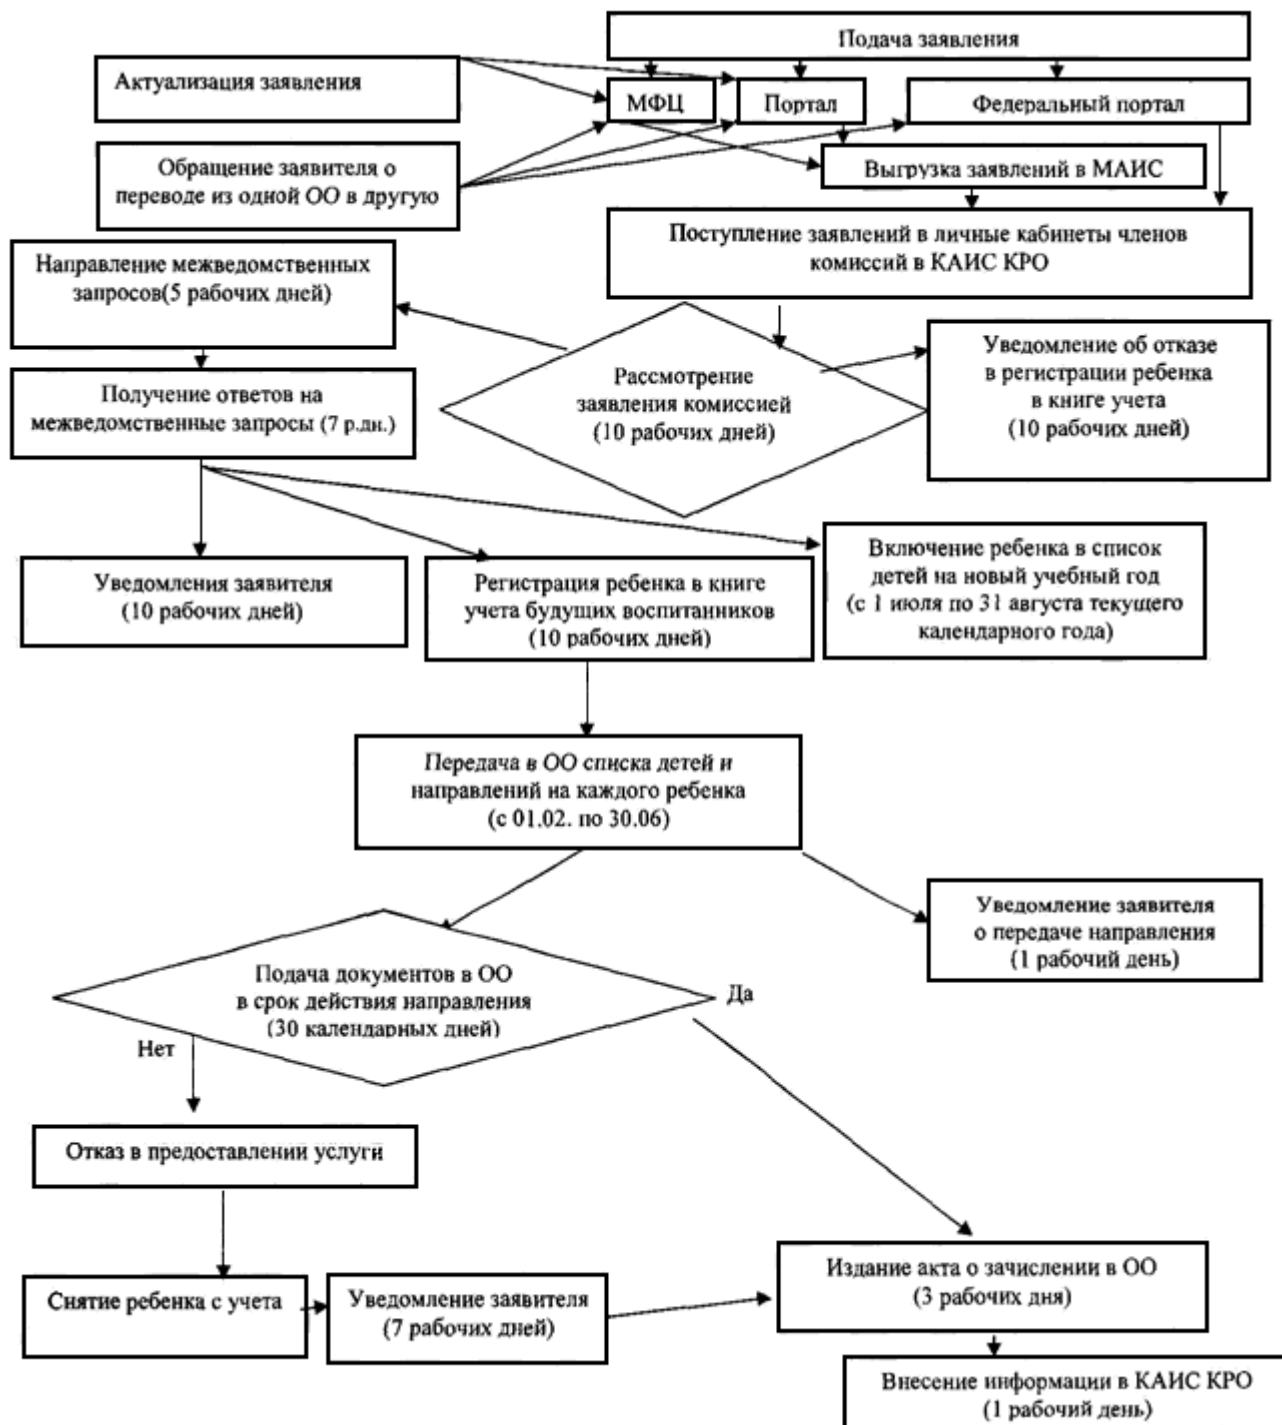 Подача заявления
Актуализация заявления
МФЦ
Портал
Федеральный портал
Обращение заявителя о
переводе из одной ОО в другую
Выгрузка заявлений в МАИС
Поступление заявлений в личные кабинеты членов
комиссий в КАИС КРО
Направление межведомственных
запросов(5 рабочих дней)
Рассмотрение
заявления комиссией
(10 рабочих дней)
Уведомление об отказе
в регистрации ребенка
в книге учета
(10 рабочих дней)
Получение ответов на
межведомственные запросы (7 р.дн.)
Уведомления заявителя
(10 рабочих дней)
Регистрация ребенка в книге
учета будущих воспитанников
(10 рабочих дней)
Включение ребенка в список
детей на новый учебный год
(с 1 июля по 31 августа текущего
календарного года)
Передача в ОО списка детей и
направлений на каждого ребенка
(с 01.02. по 30.06)
Уведомление заявителя
о передаче направления
(1 рабочий день)
Подача документов в ОО
в срок действия направления
(30 календарных дней)
Да
Нет
Отказ в предоставлении услуги
Снятие ребенка с учета
Уведомление заявителя
(7 рабочих дней)
Издание акта о зачислении в ОО
(3 рабочих дня)
Внесение информации в КАИС КРО
(1 рабочий день)